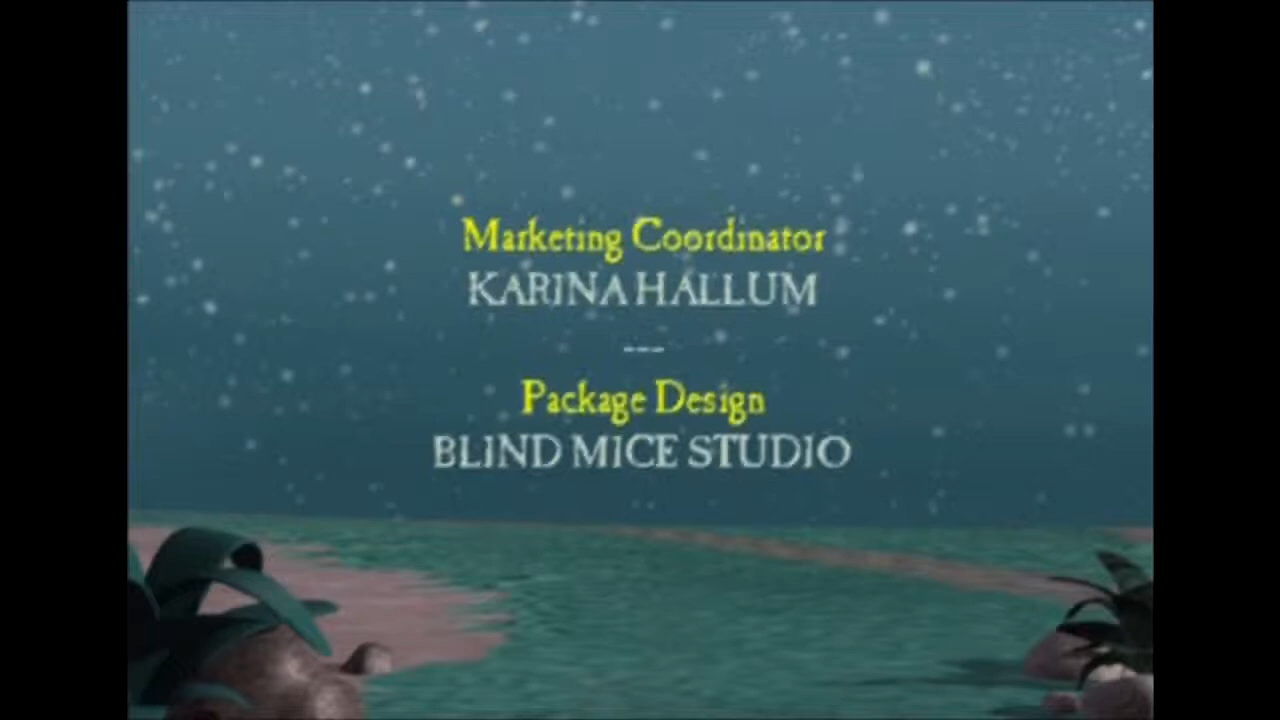 Marketing Coordinator
KARINA HALLUM
---
Package Design
BLIND MICE STUDIO